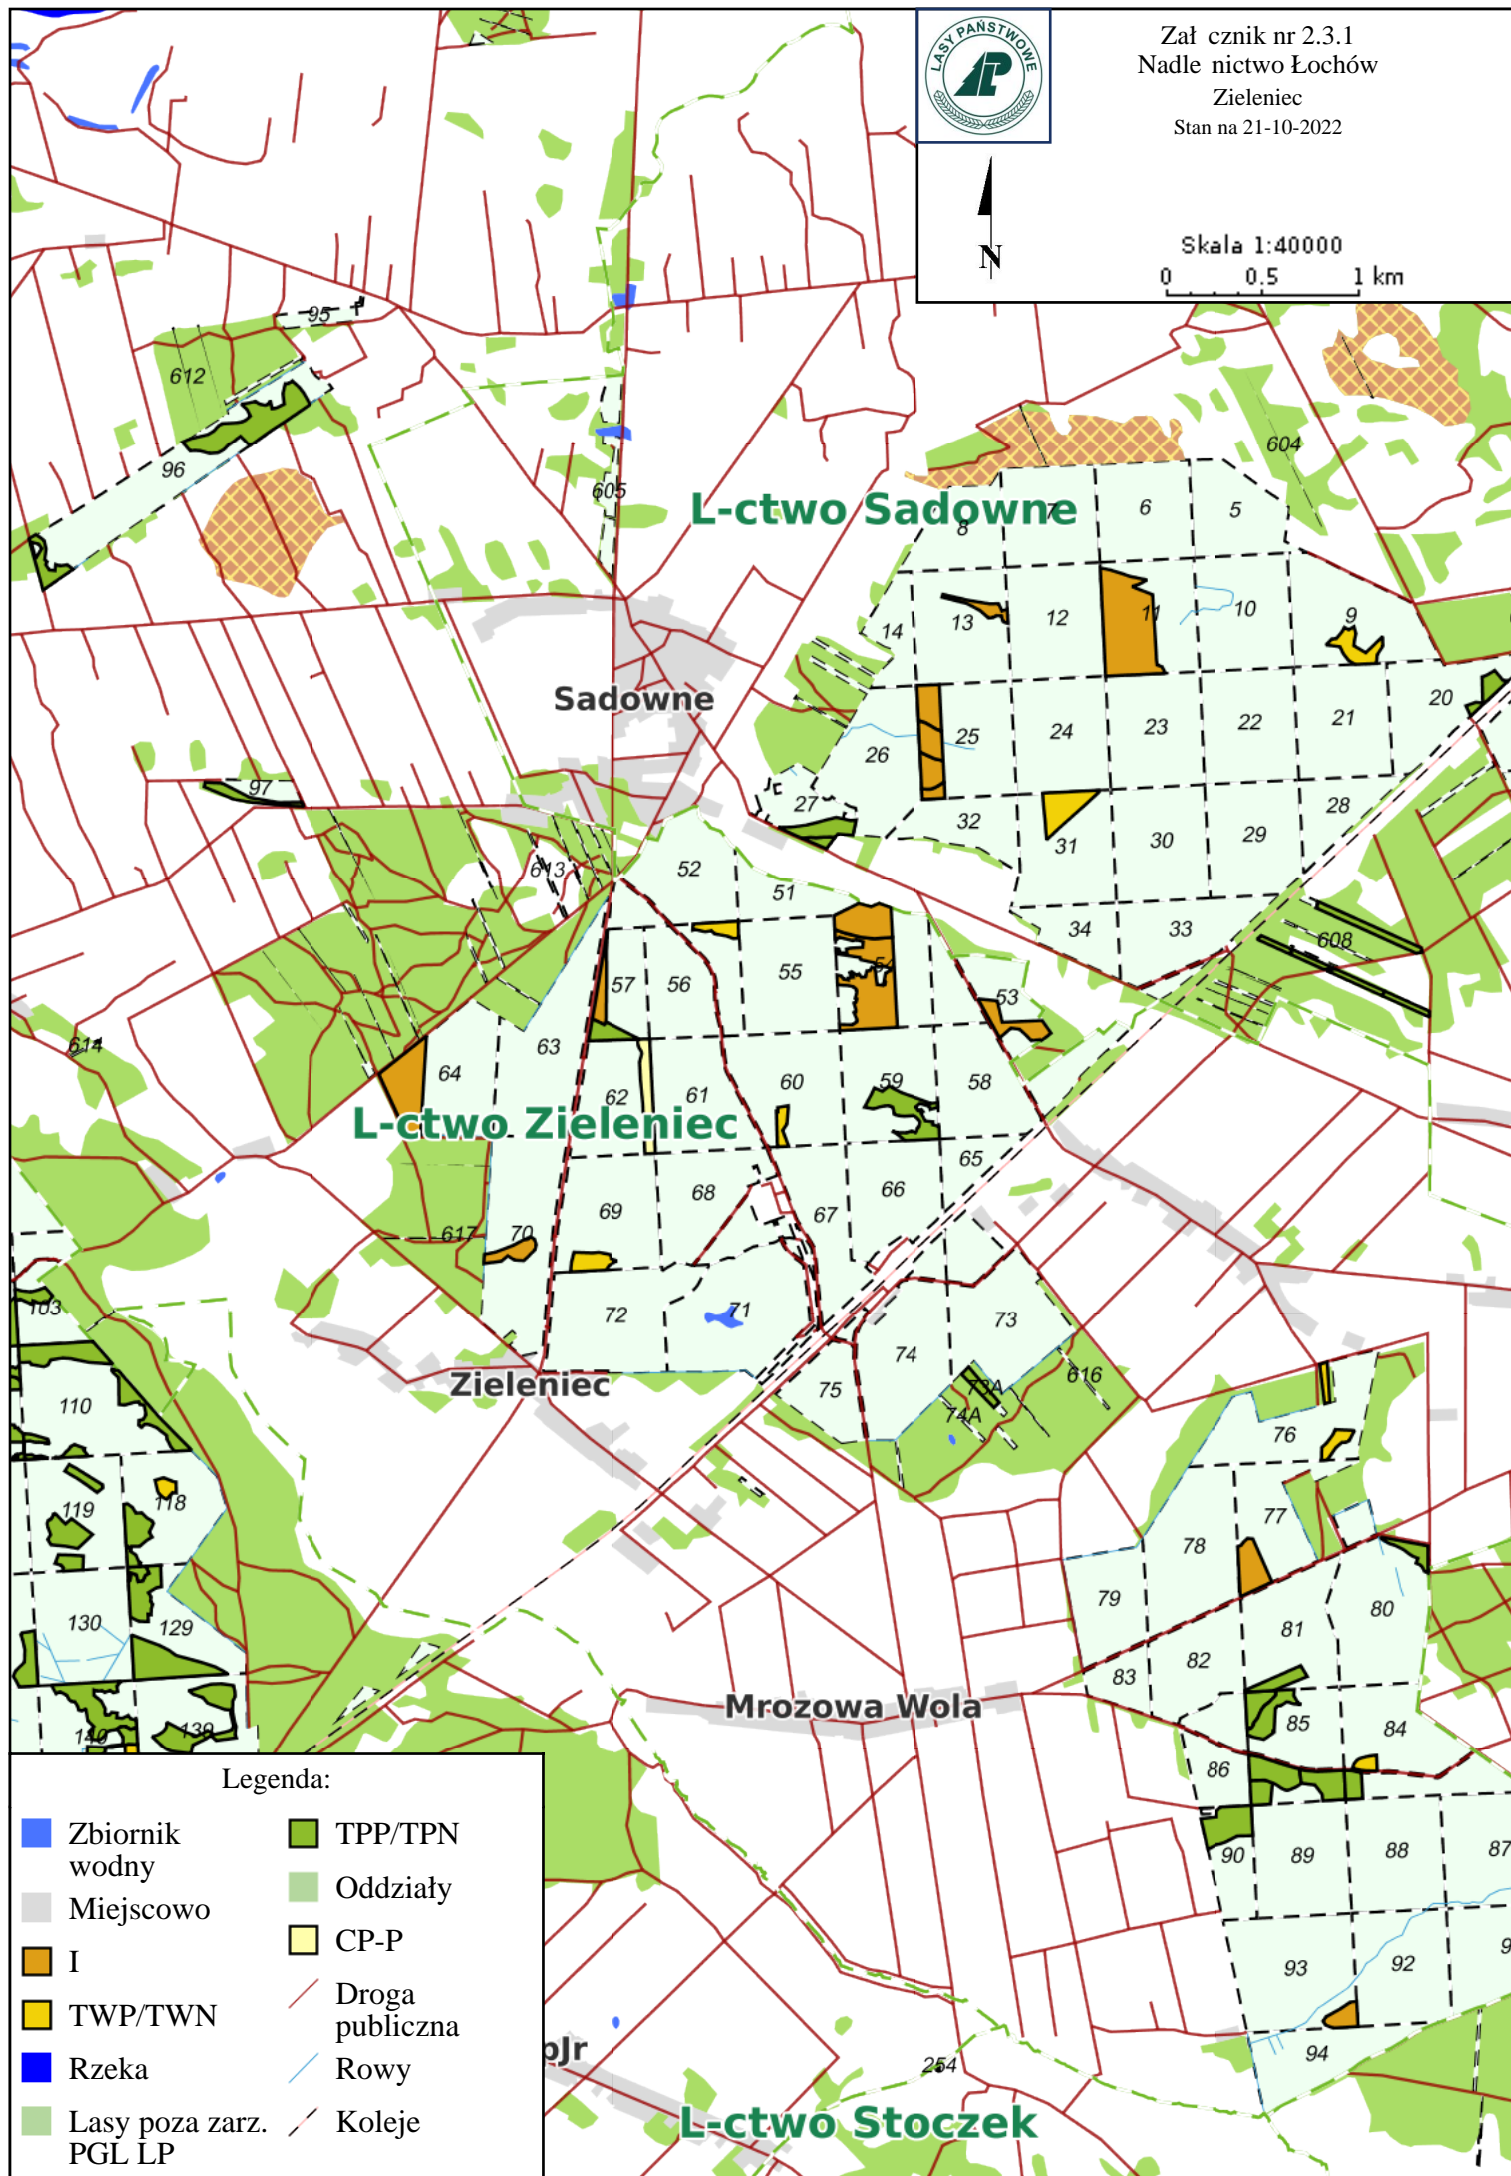 LASY PAŃSTWOWE
LP
Zał cznik nr 2.3.1
Nadle nictwo Łochów
Zieleniec
Stan na 21-10-2022
N
Skala 1:40000
0 0.5 1 km
95
612
604
96
605
L-ctwo Sadowne
8 7 6 5
14 13 12 11 10 9
Sadowne
26 25 24 23 22 21 20
97
27 32 31 30 29 28
613 52 51
34 33 608
57 56 55 54 53
614
64 63 62 61 60 59 58
L-ctwo Zieleniec
65
617 70 69 68 67 66
103
72 71 73
74
75 73A 616
74A
Zieleniec
110
76
119 118
77
78
79 80
130 129
81
82
83
Mrozowa Wola
140 139
85 84
86
90 89 88 87
93 92 9
94
254
pJr
L-ctwo Stoczek
Legenda:
Zbiornik
wodny
Miejscowo
I
TWP/TWN
Rzeka
Lasy poza zarz.
PGL LP
TPP/TPN
Oddziały
CP-P
Droga
publiczna
Rowy
Koleje